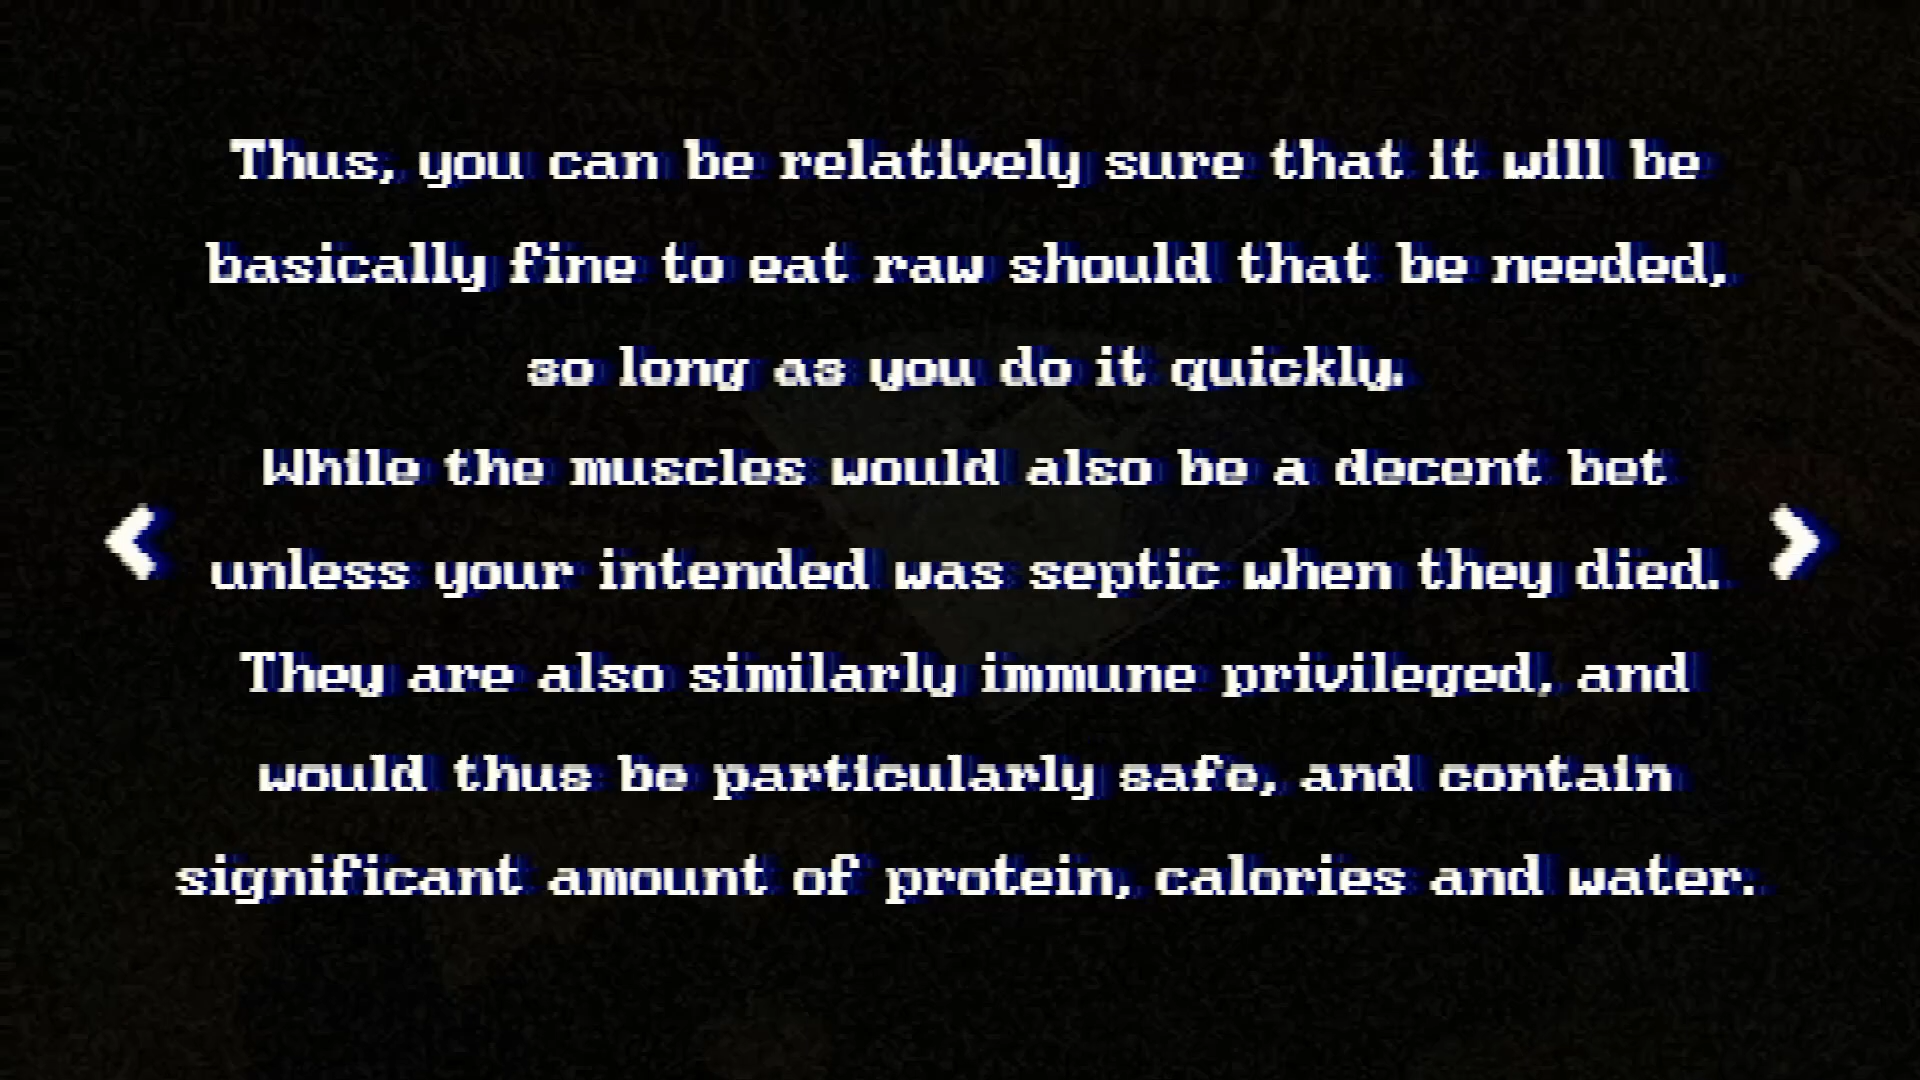 Thus, you can be relatively sure that it will be
basically fine to eat raw should that be needed,
so long as you do it quickly.
While the muscles would also be a decent bet
unless your intended was septic when they died.
They are also similarly immune privileged, and
would thus be particularly safe, and contain
significant amount of protein, calories and water.